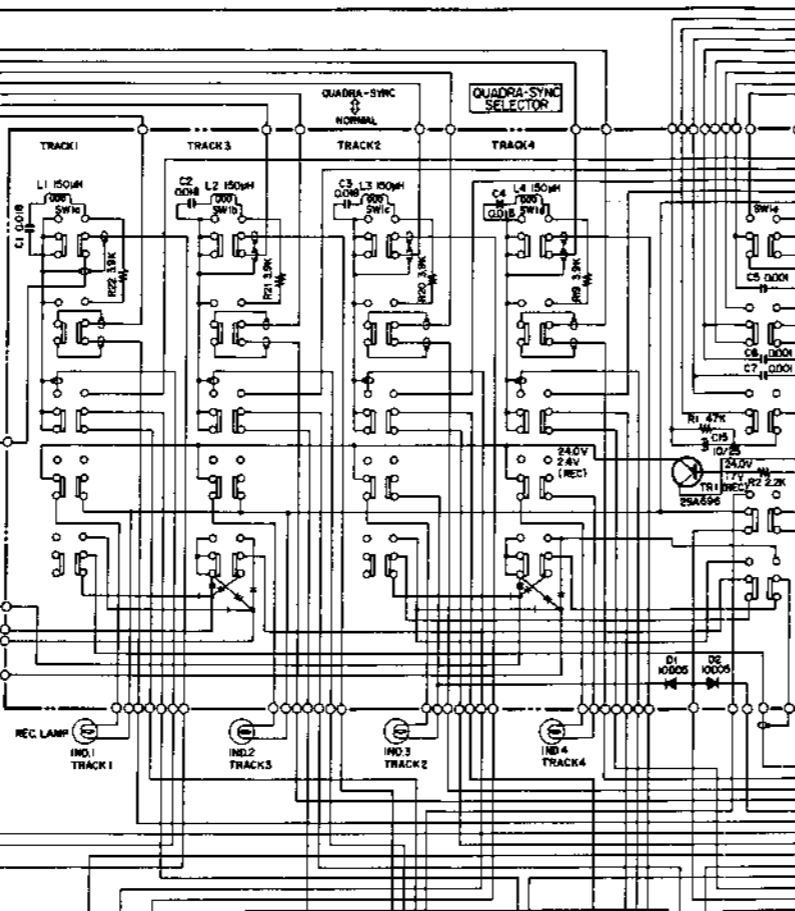 QUADRA-SYNC
NORMAL
QUADRA-SYNC
SELECTOR
TRACK1
TRACK3
TRACK2
TRACK4
L1 150μH
SW1a
C1 0.018
R22 3.9K
C2
0.018
L2 150μH
SW1b
R21 3.9K
C3
0.018
L3 150μH
SW1c
R20 3.9K
C4
0.018
L4 150μH
SW1d
R19 3.9K
SW1e
C5 0.001
C6 0.001
C7 0.001
R1 47K
C15
10/25
24.0V
2.4V
(REC)
24.0V
1.7V
(REC)
TR1
R2 2.2K
2SA696
D1
10D05
D2
10D05
REC. LAMP
IND.1
TRACK1
IND.2
TRACK3
IND.3
TRACK2
IND.4
TRACK4